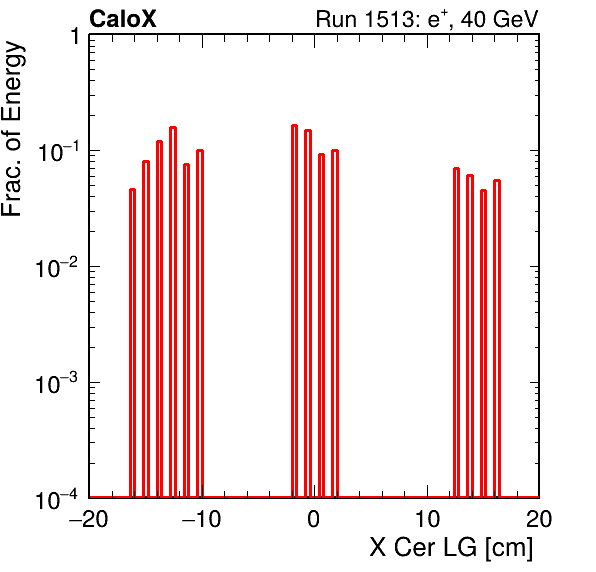 CaloX Run 1513: e⁺, 40 GeV
Frac. of Energy
1
10⁻¹
10⁻²
10⁻³
10⁻⁴
−20 −10 0 10 20
X Cer LG [cm]